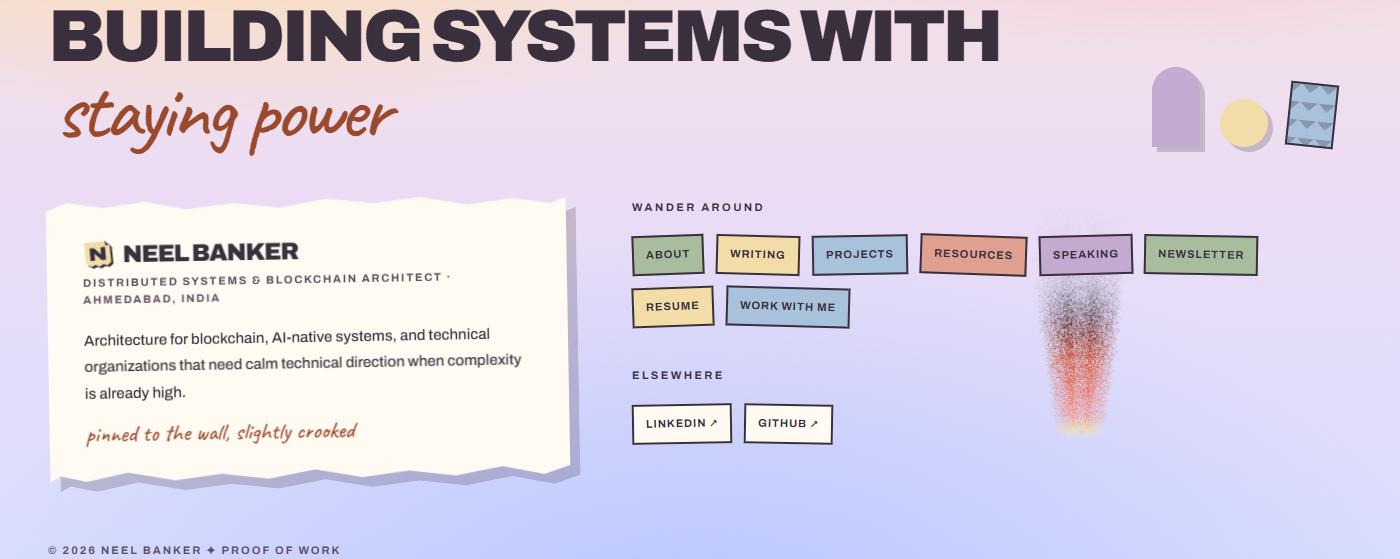 BUILDING SYSTEMS WITH
staying power
N NEEL BANKER
DISTRIBUTED SYSTEMS & BLOCKCHAIN ARCHITECT ·
AHMEDABAD, INDIA
Architecture for blockchain, AI-native systems, and technical
organizations that need calm technical direction when complexity
is already high.
pinned to the wall, slightly crooked
WANDER AROUND
ABOUT WRITING PROJECTS RESOURCES SPEAKING NEWSLETTER
RESUME WORK WITH ME
ELSEWHERE
LINKEDIN ↗ GITHUB ↗
© 2026 NEEL BANKER ✦ PROOF OF WORK